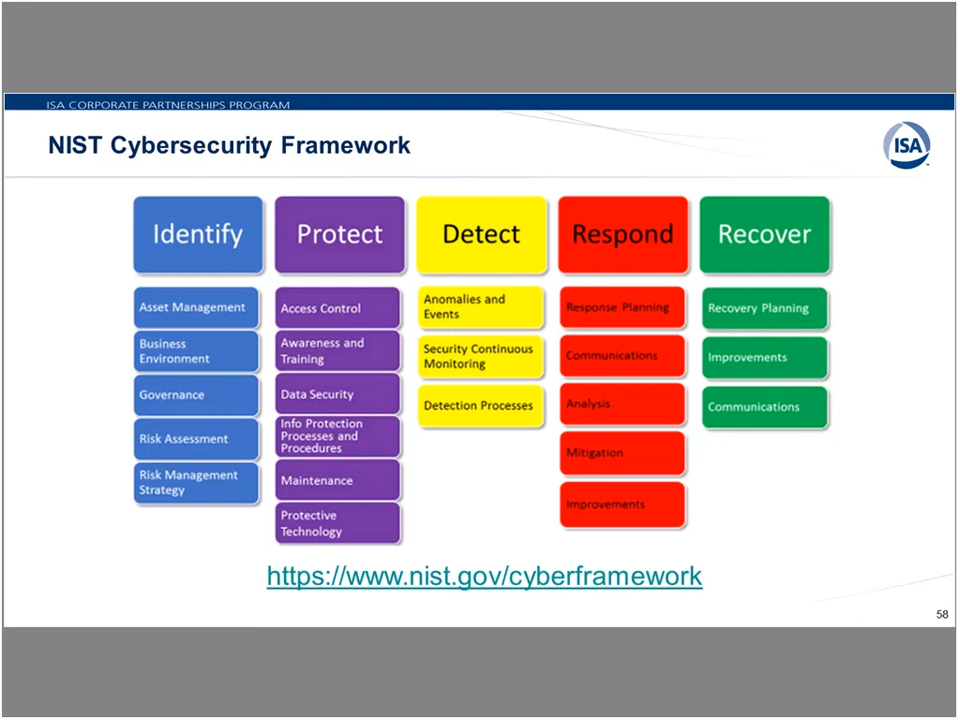 ISA CORPORATE PARTNERSHIPS PROGRAM
NIST Cybersecurity Framework
ISA
Identify
Protect
Detect
Respond
Recover
Asset Management
Business
Environment
Governance
Risk Assessment
Risk Management
Strategy
Access Control
Awareness and
Training
Data Security
Info Protection
Processes and
Procedures
Maintenance
Protective
Technology
Anomalies and
Events
Security Continuous
Monitoring
Detection Processes
Response Planning
Communications
Analysis
Mitigation
Improvements
Recovery Planning
Improvements
Communications
https://www.nist.gov/cyberframework
58